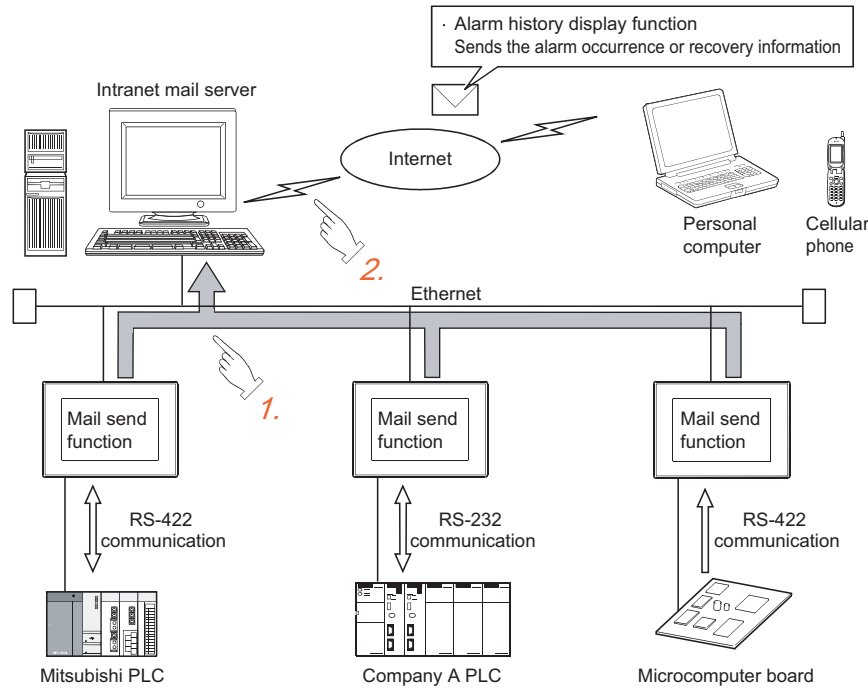 · Alarm history display function
Sends the alarm occurrence or recovery information
Intranet mail server
Internet
Personal
computer
Cellular
phone
2.
Ethernet
1.
Mail send
function
Mail send
function
Mail send
function
RS-422
communication
RS-232
communication
RS-422
communication
Mitsubishi PLC
Company A PLC
Microcomputer board